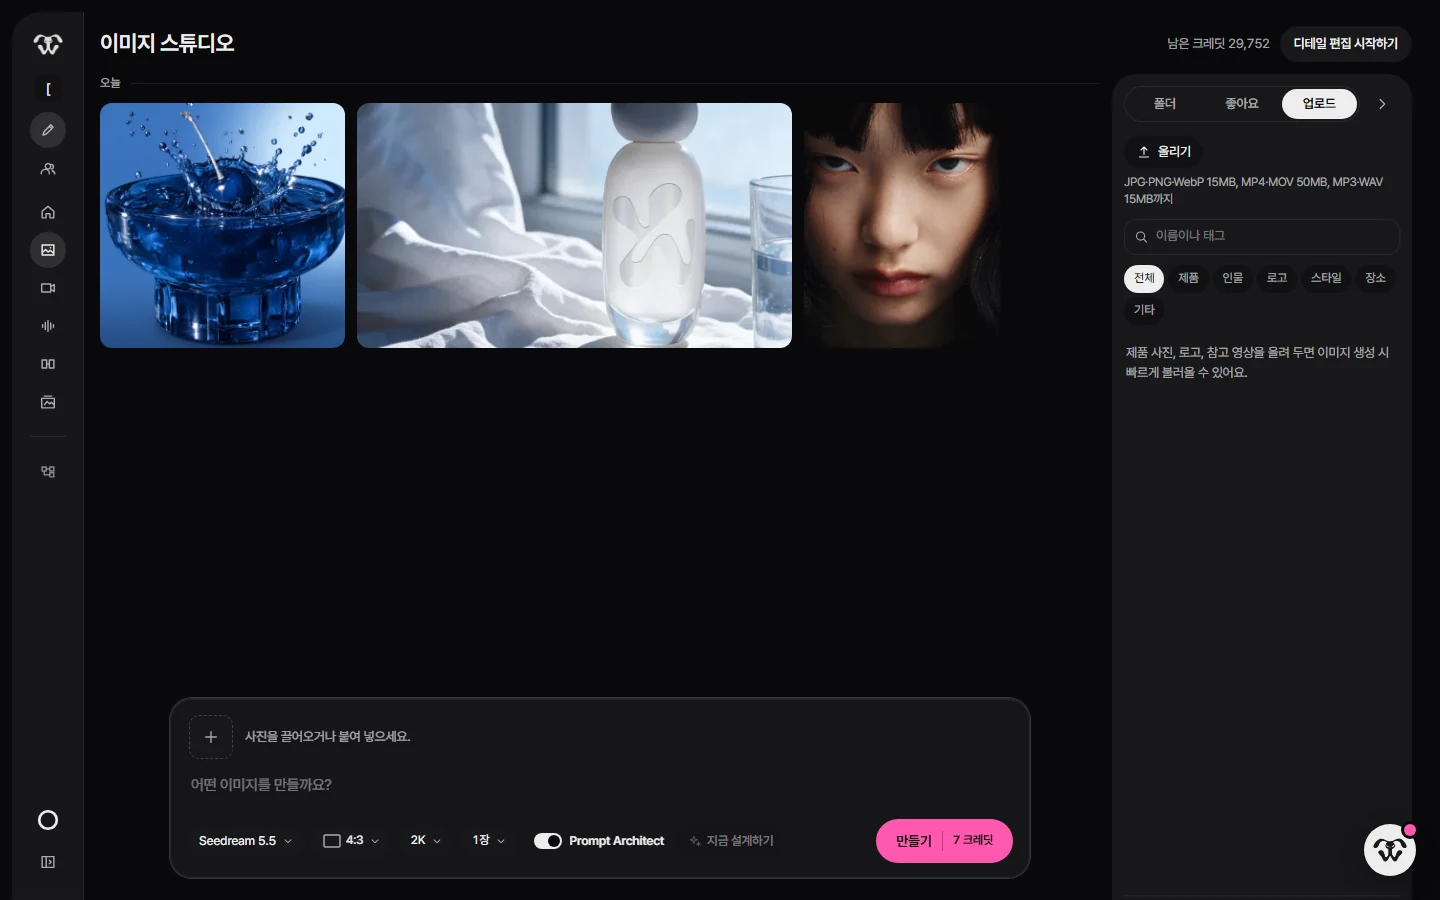 이미지 스튜디오
남은 크레딧 29,752
디테일 편집 시작하기
[
오늘
폴더
좋아요
업로드
올리기
JPG·PNG·WebP 15MB, MP4·MOV 50MB, MP3·WAV
15MB까지
이름이나 태그
전체
제품
인물
로고
스타일
장소
기타
제품 사진, 로고, 참고 영상을 올려 두면 이미지 생성 시
빠르게 불러올 수 있어요.
사진을 끌어오거나 붙여 넣으세요.
어떤 이미지를 만들까요?
Seedream 5.5
4:3
2K
1장
Prompt Architect
지금 설계하기
만들기
7 크레딧